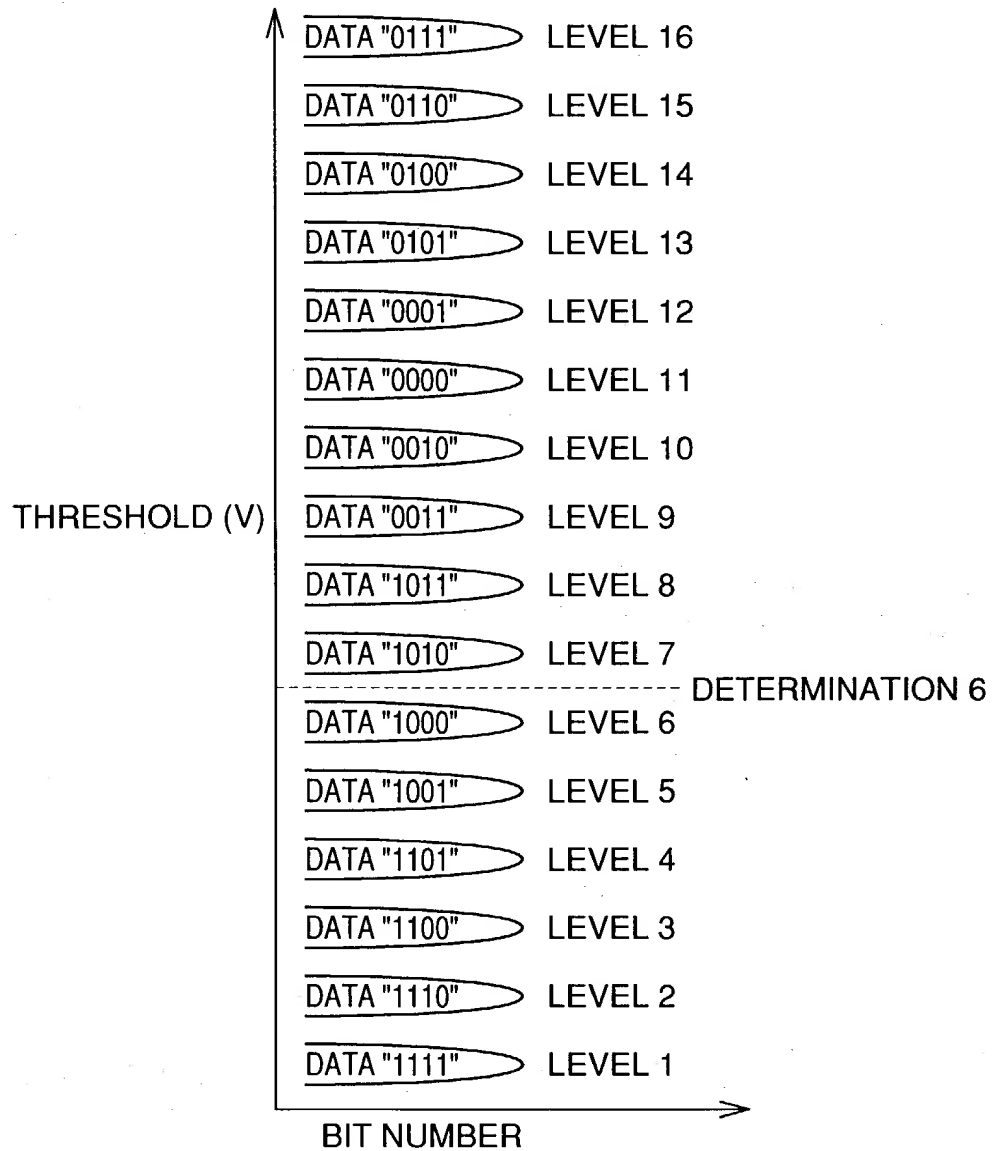 DATA "0111" LEVEL 16
DATA "0110" LEVEL 15
DATA "0100" LEVEL 14
DATA "0101" LEVEL 13
DATA "0001" LEVEL 12
DATA "0000" LEVEL 11
DATA "0010" LEVEL 10
THRESHOLD (V) DATA "0011" LEVEL 9
DATA "1011" LEVEL 8
DATA "1010" LEVEL 7
DETERMINATION 6
DATA "1000" LEVEL 6
DATA "1001" LEVEL 5
DATA "1101" LEVEL 4
DATA "1100" LEVEL 3
DATA "1110" LEVEL 2
DATA "1111" LEVEL 1
BIT NUMBER